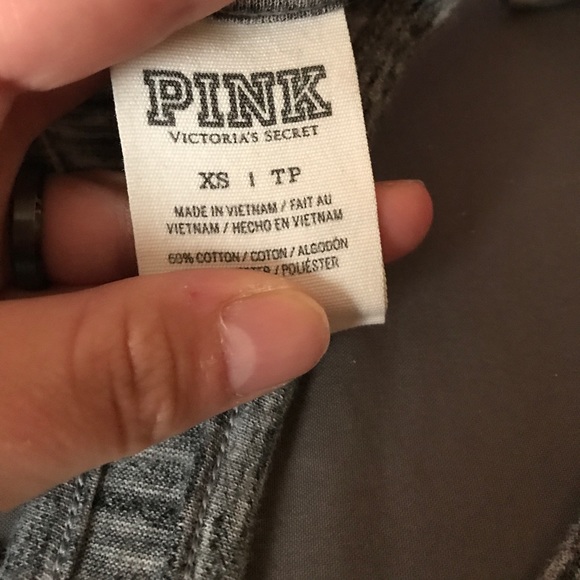 PINK
VICTORIA'S SECRET
XS | TP
MADE IN VIETNAM / FAIT AU
VIETNAM / HECHO EN VIETNAM
60% COTTON / COTON / ALGODÓN
/ POLIÉSTER